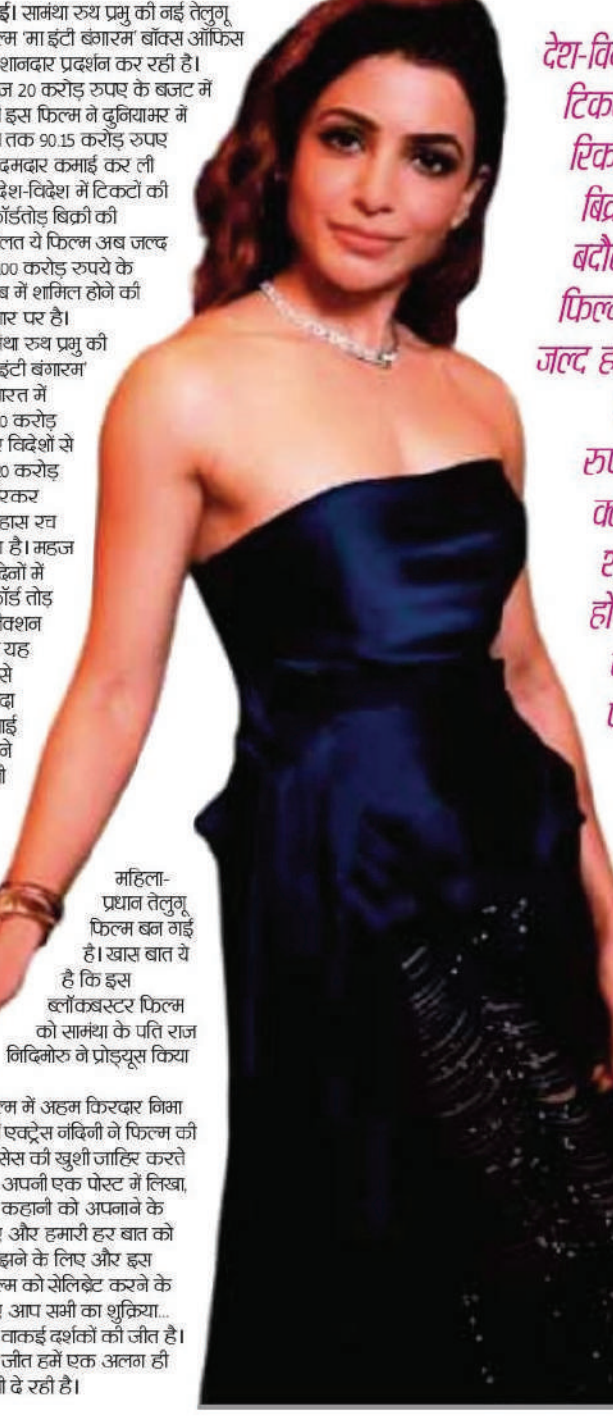 ई। सामंथा रुथ प्रभु की नई तेलुगू
ल्म 'मा इंटी बंगारम' बॉक्स ऑफिस
शानदार प्रदर्शन कर रही है।
ज 20 करोड़ रुपए के बजट में
इस फिल्म ने दुनियाभर में
तक 90.15 करोड़ रुपए
दमदार कमाई कर ली
देश-विदेश में टिकटों की
कॉर्डतोड़ बिक्री की
लत ये फिल्म अब जल्द
00 करोड़ रुपये के
ब में शामिल होने की
गार पर है।
ंथा रुथ प्रभु की
इंटी बंगारम'
ारत में
0 करोड़
विदेशों से
20 करोड़
रकर
हास रच
है। महज
दिनों में
कॉर्ड तोड़
ेक्शन
यह
से
दा
ाई
ने
ी
महिला-
प्रधान तेलुगू
फिल्म बन गई
है। खास बात ये
है कि इस
ब्लॉकबस्टर फिल्म
को सामंथा के पति राज
निदिमोरु ने प्रोड्यूस किया
ल्म में अहम किरदार निभा
एक्ट्रेस नंदिनी ने फिल्म की
सेस की खुशी जाहिर करते
अपनी एक पोस्ट में लिखा,
कहानी को अपनाने के
और हमारी हर बात को
झने के लिए और इस
ल्म को सेलिब्रेट करने के
आप सभी का शुक्रिया...
वाकई दर्शकों की जीत है।
जीत हमें एक अलग ही
ी दे रही है।
देश-वि
टिक
रिक
बिक्र
बदौ
फिल्
जल्द ह
रुप
क
श
हो